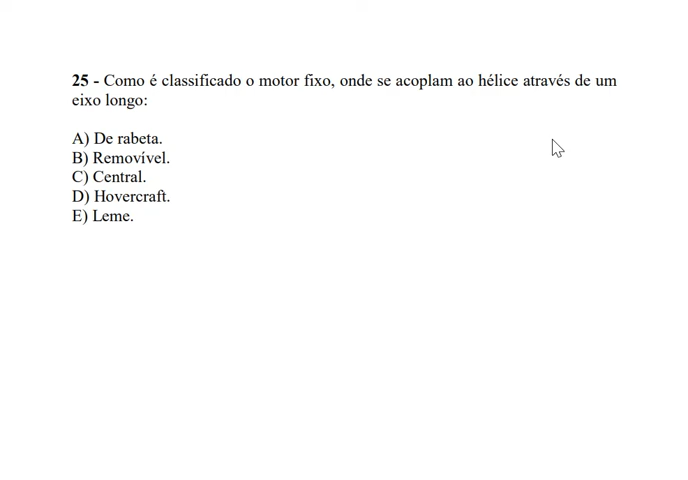 25 - Como é classificado o motor fixo, onde se acoplam ao hélice através de um
eixo longo:
A) De rabeta.
B) Removível.
C) Central.
D) Hovercraft.
E) Leme.